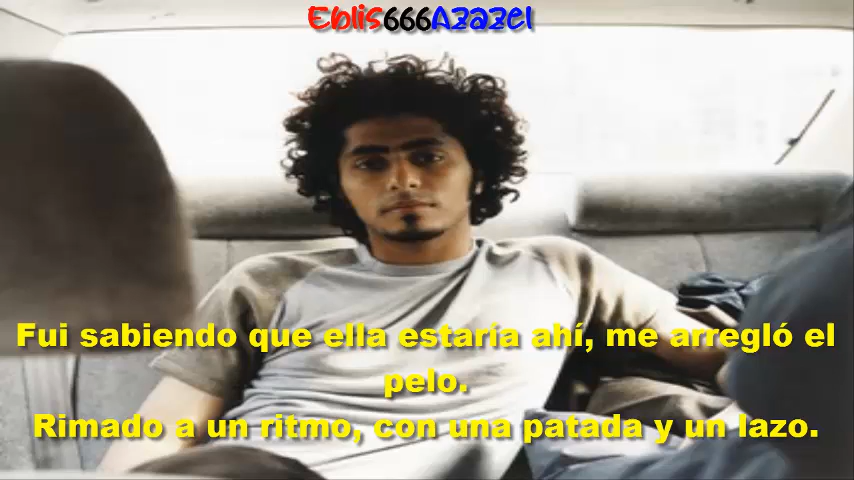 Eblis666Azazel
Fui sabiendo que ella estaría ahí, me arregló el
pelo.
Rimado a un ritmo, con una patada y un lazo.